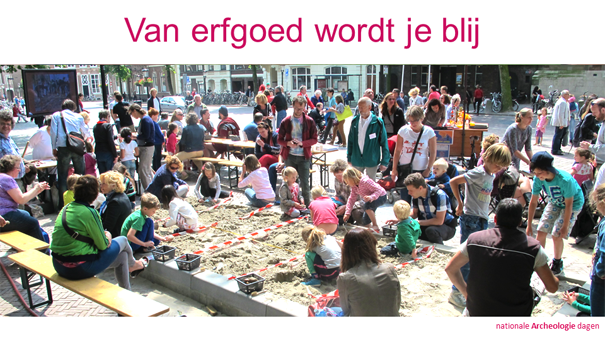 Van erfgoed wordt je blij
nationale Archeologie dagen